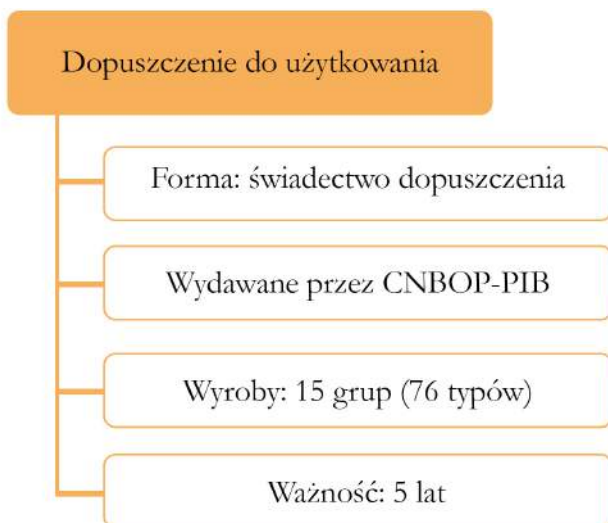 Dopuszczenie do użytkowania
Forma: świadectwo dopuszczenia
Wydawane przez CNBOP-PIB
Wyroby: 15 grup (76 typów)
Ważność: 5 lat